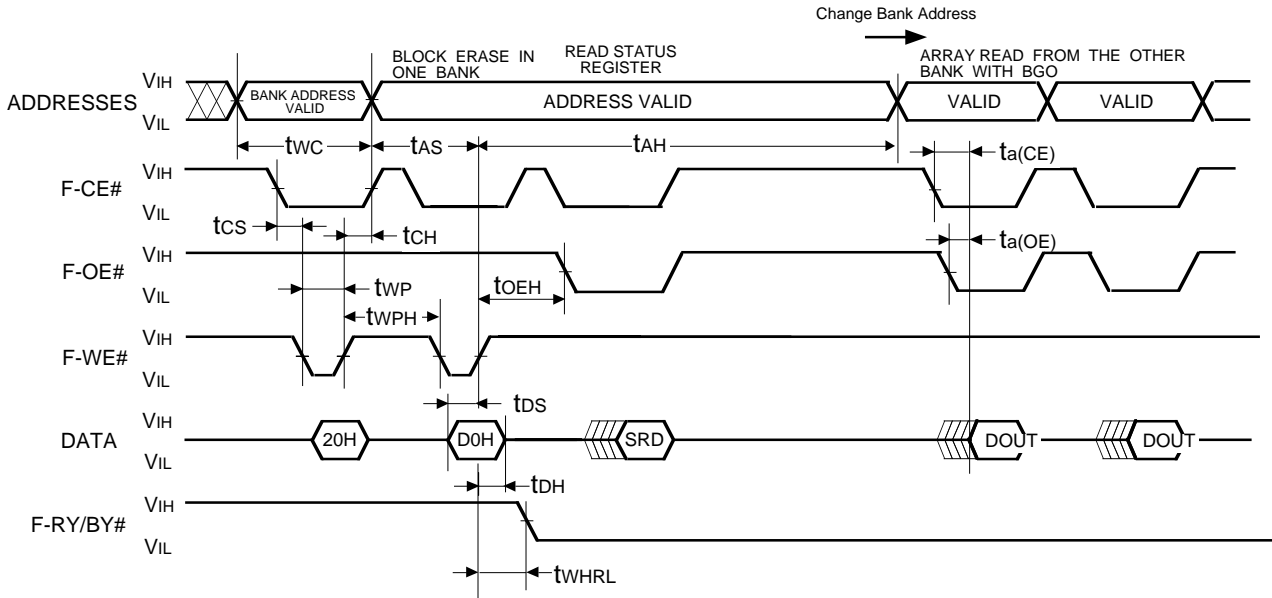 Change Bank Address
BLOCK ERASE IN
ONE BANK
READ STATUS
REGISTER
ARRAY READ FROM THE OTHER
BANK WITH BGO
ADDRESSES
VIH
VIL
BANK ADDRESS
VALID
ADDRESS VALID
VALID
VALID
tWC
tAS
tAH
F-CE#
VIH
VIL
ta(CE)
tCS
tCH
F-OE#
VIH
VIL
ta(OE)
tWP
tOEH
tWPH
F-WE#
VIH
VIL
tDS
DATA
VIH
VIL
20H
D0H
SRD
DOUT
DOUT
tDH
F-RY/BY#
VIH
VIL
tWHRL